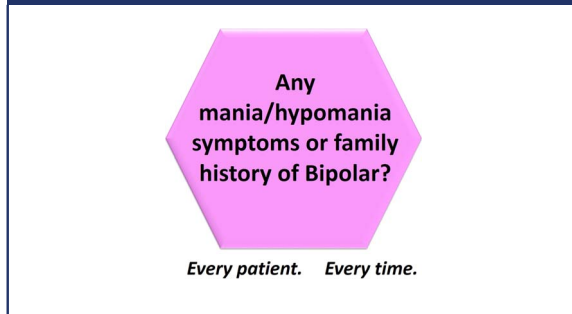 Any
mania/hypomania
symptoms or family
history of Bipolar?
Every patient. Every time.